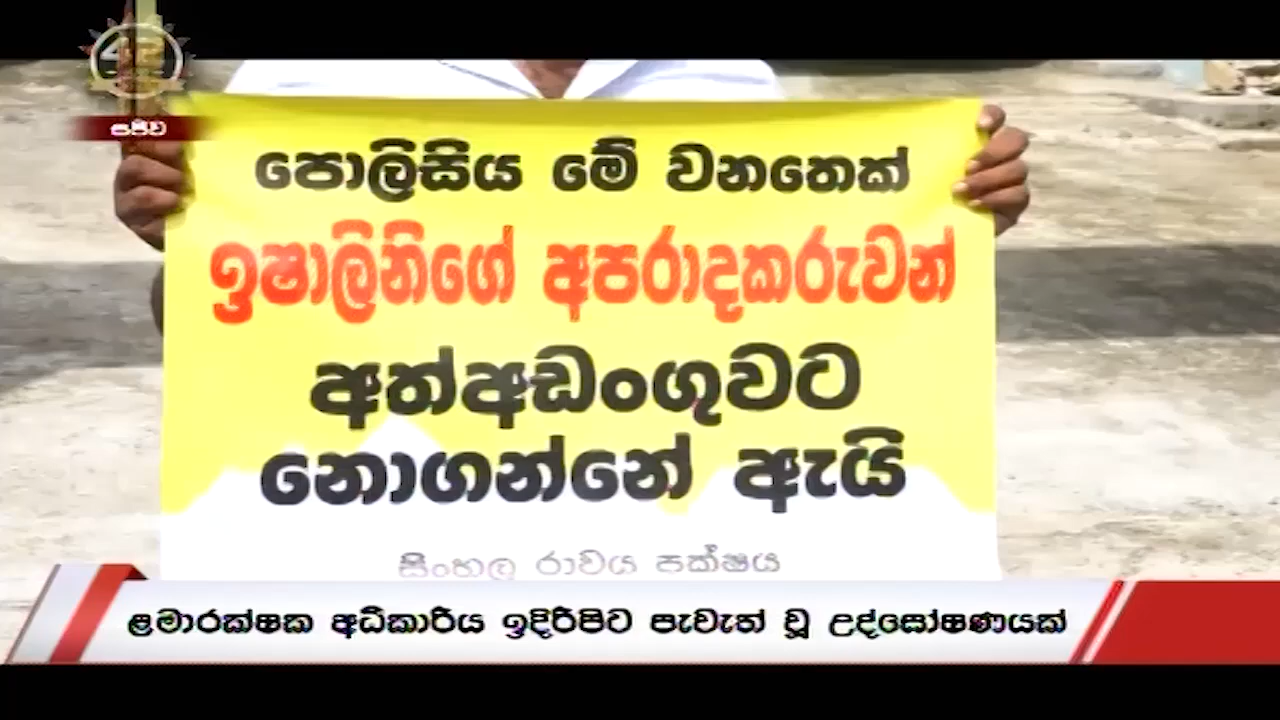 සජීව
පොලිසිය මේ වනතෙක්
ඉෂාලිනිගේ අපරාදකරුවන්
අත්අඩංගුවට
නොගන්නේ ඇයි
සිංහල රාවය පක්ෂය
ළමාරක්ෂක අධිකාරිය ඉදිරිපිට පැවැත් වූ උද්සෝෂණයක්